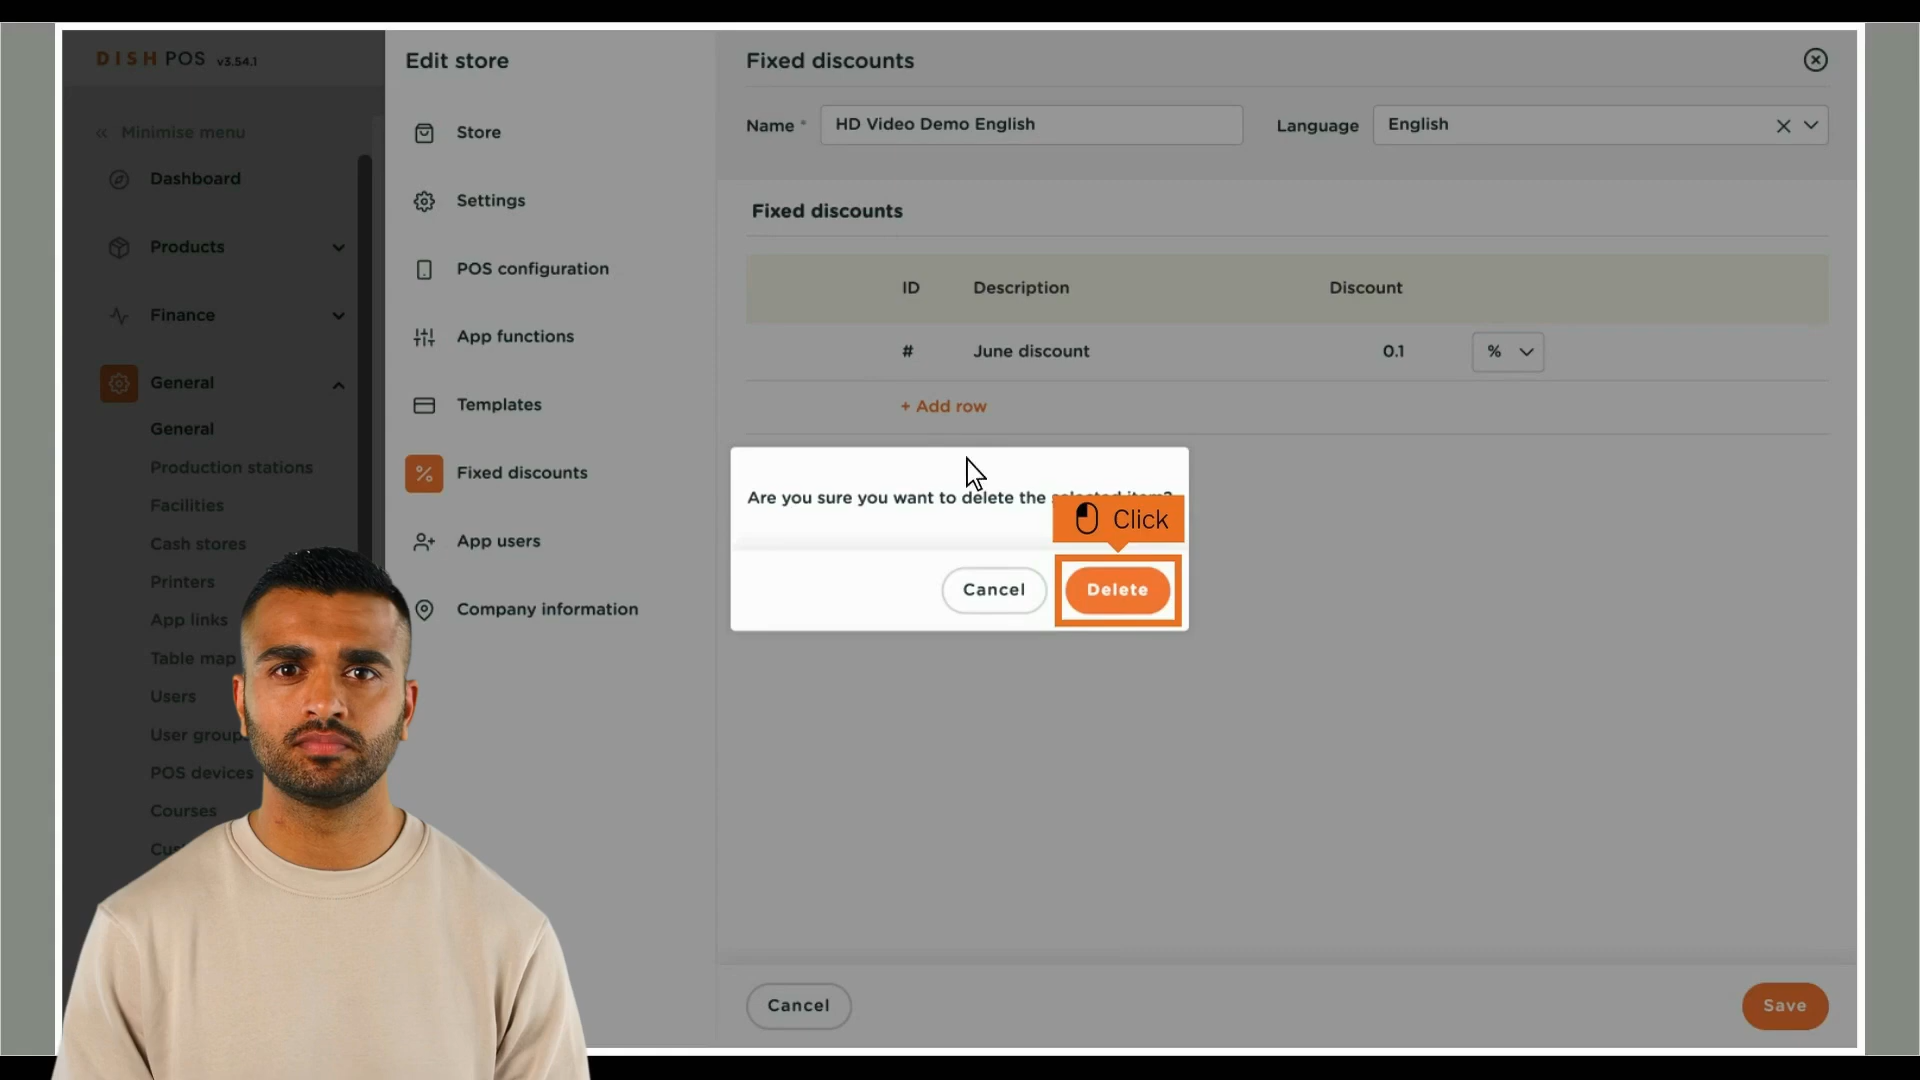 DISH POS v3.54.1
Minimise menu
Dashboard
Products
Finance
General
General
Production stations
Facilities
Cash stores
Printers
App links
Table map
Users
User group
POS devices
Courses
Edit store
Store
Settings
POS configuration
App functions
Templates
Fixed discounts
App users
Company information
Fixed discounts
Name * HD Video Demo English
Language English
Fixed discounts
ID Description Discount
# June discount 0.1 %
+ Add row
Are you sure you want to delete the
Click
Cancel Delete
Cancel Save